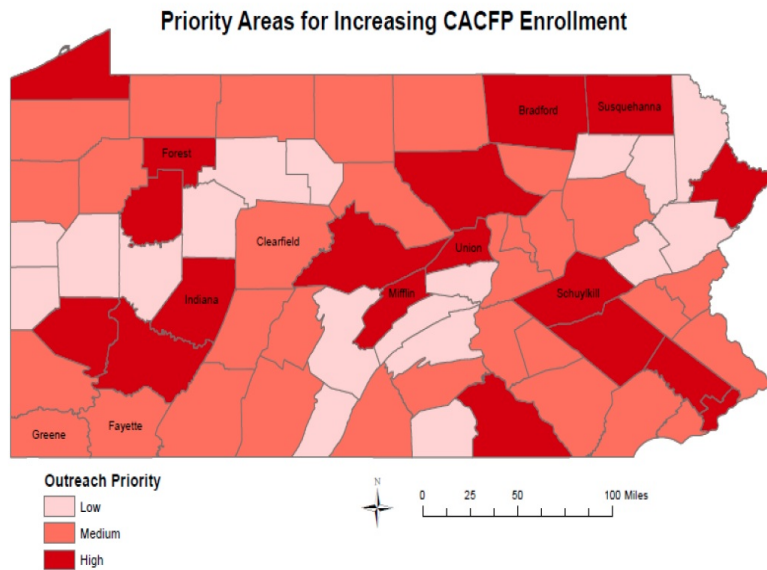 Priority Areas for Increasing CACFP Enrollment
Bradford
Susquehanna
Forest
Clearfield
Union
Mifflin
Indiana
Schuylkill
Greene
Fayette
Outreach Priority
Low
Medium
High
N
0 25 50 100 Miles